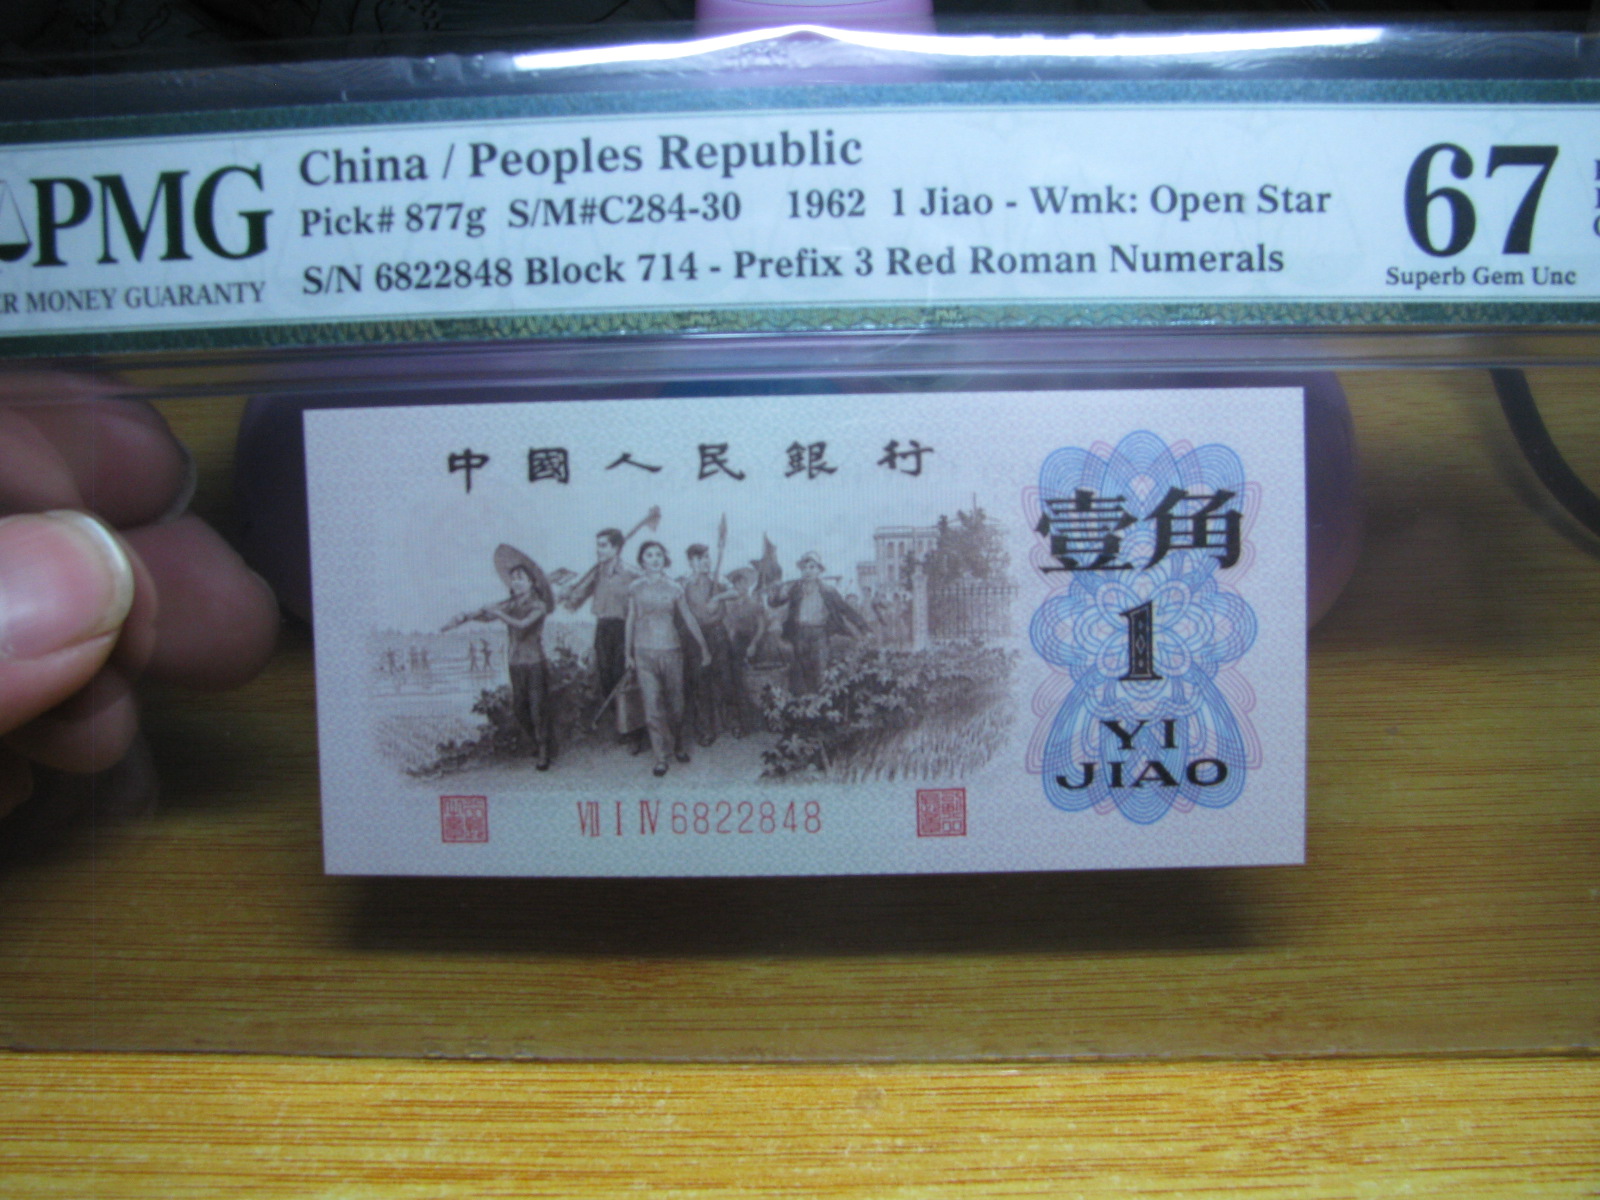 China / Peoples Republic
PMG
Pick# 877g S/M#C284-30 1962 1 Jiao - Wmk: Open Star
67
S/N 6822848 Block 714 - Prefix 3 Red Roman Numerals
Superb Gem Unc
MONEY GUARANTY
中國人民銀行
壹角
1
YI
JIAO
VII I IV 6822848